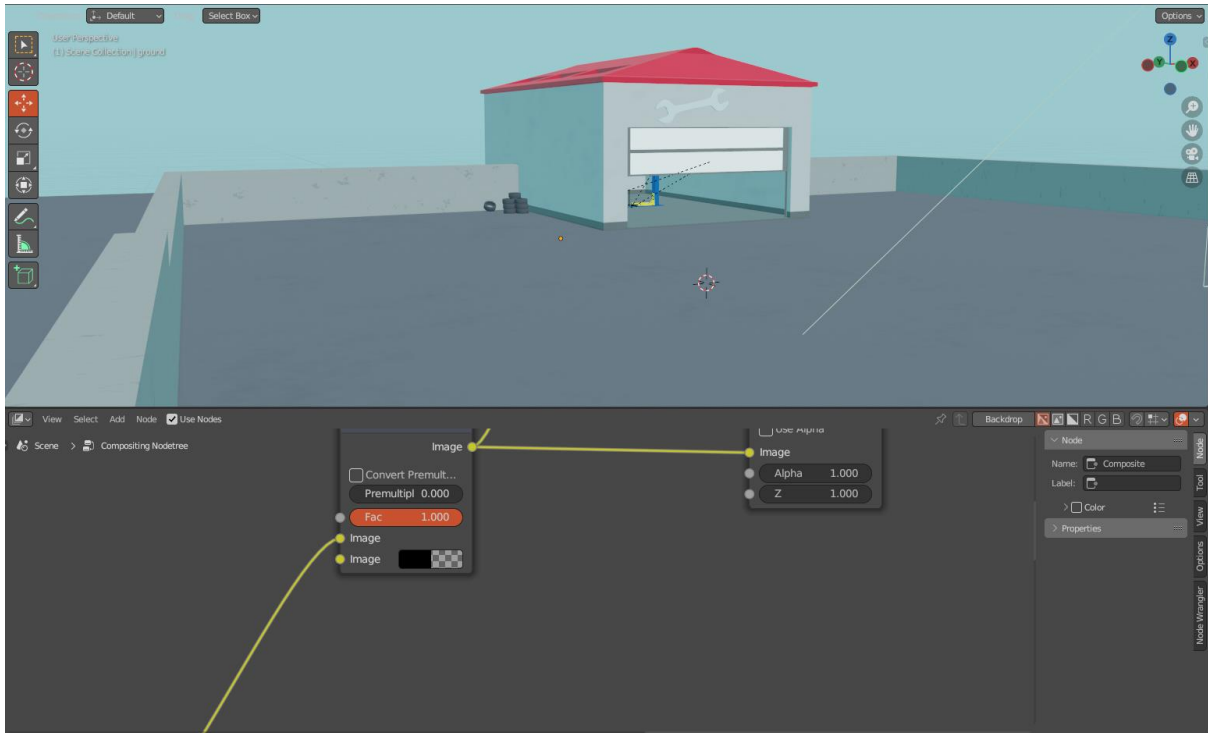 Default
Select Box
Options
User Perspective
(1) Scene Collection | ground
Z
Y
X
View Select Add Node Use Nodes
Backdrop
R G B
Scene > Compositing Nodetree
Node
Name: Composite
Label:
Color
Properties
Node
Tool
View
Options
Node Wrangler
Image
Convert Premult...
Premultipl 0.000
Fac 1.000
Image
Image
Use Alpha
Image
Alpha 1.000
Z 1.000